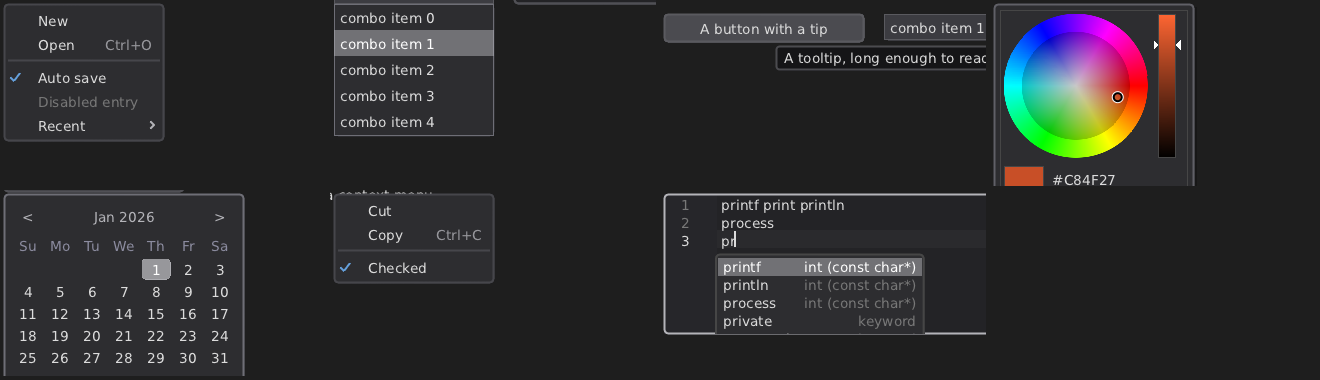 New
Open Ctrl+O
Auto save
Disabled entry
Recent
combo item 0
combo item 1
combo item 2
combo item 3
combo item 4
A button with a tip
combo item 1
A tooltip, long enough to read
#C84F27
< Jan 2026 >
Su Mo Tu We Th Fr Sa
1 2 3
4 5 6 7 8 9 10
11 12 13 14 15 16 17
18 19 20 21 22 23 24
25 26 27 28 29 30 31
context menu
Cut
Copy Ctrl+C
Checked
1 printf print println
2 process
3 pr
printf int (const char*)
println int (const char*)
process int (const char*)
private keyword